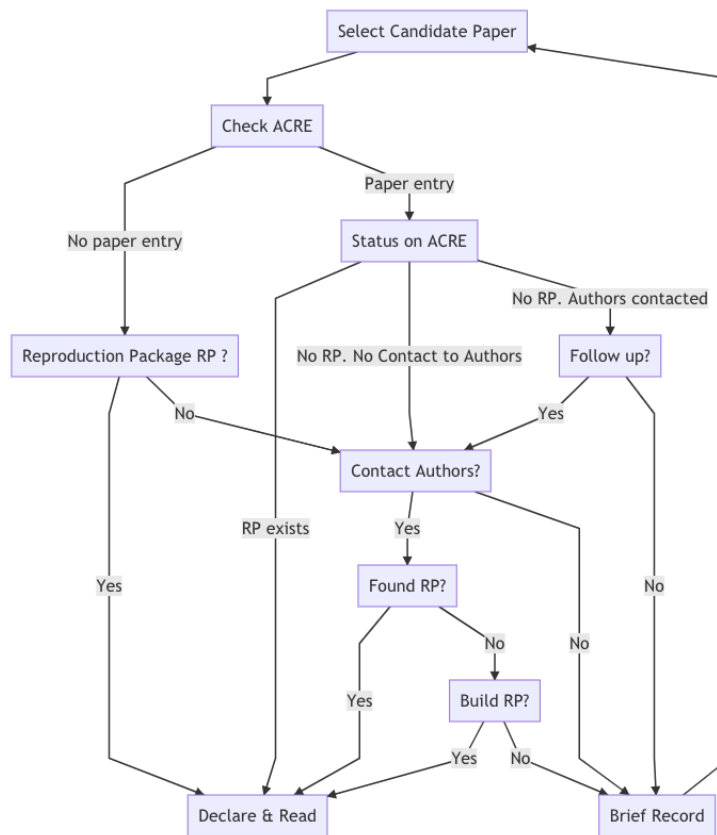 Select Candidate Paper
Check ACRE
Paper entry
No paper entry
Status on ACRE
No RP. Authors contacted
Reproduction Package RP ?
No RP. No Contact to Authors
Follow up?
No
Yes
Contact Authors?
RP exists
Yes
Found RP?
Yes
No
No
No
Yes
Build RP?
Yes
No
Declare & Read
Brief Record